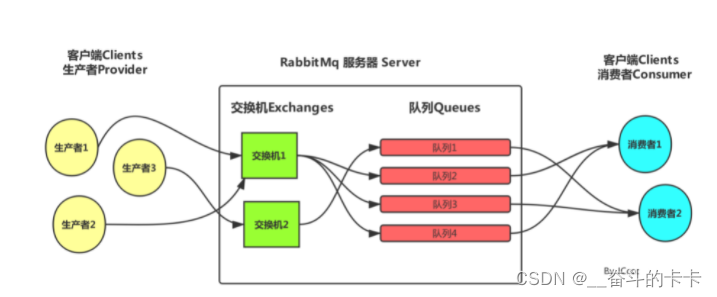 客户端Clients
生产者Provider
RabbitMq 服务器 Server
客户端Clients
消费者Consumer
交换机Exchanges
队列Queues
生产者1
生产者3
生产者2
交换机1
交换机2
队列1
队列2
队列3
队列4
消费者1
消费者2
CSDN @__奋斗的卡卡